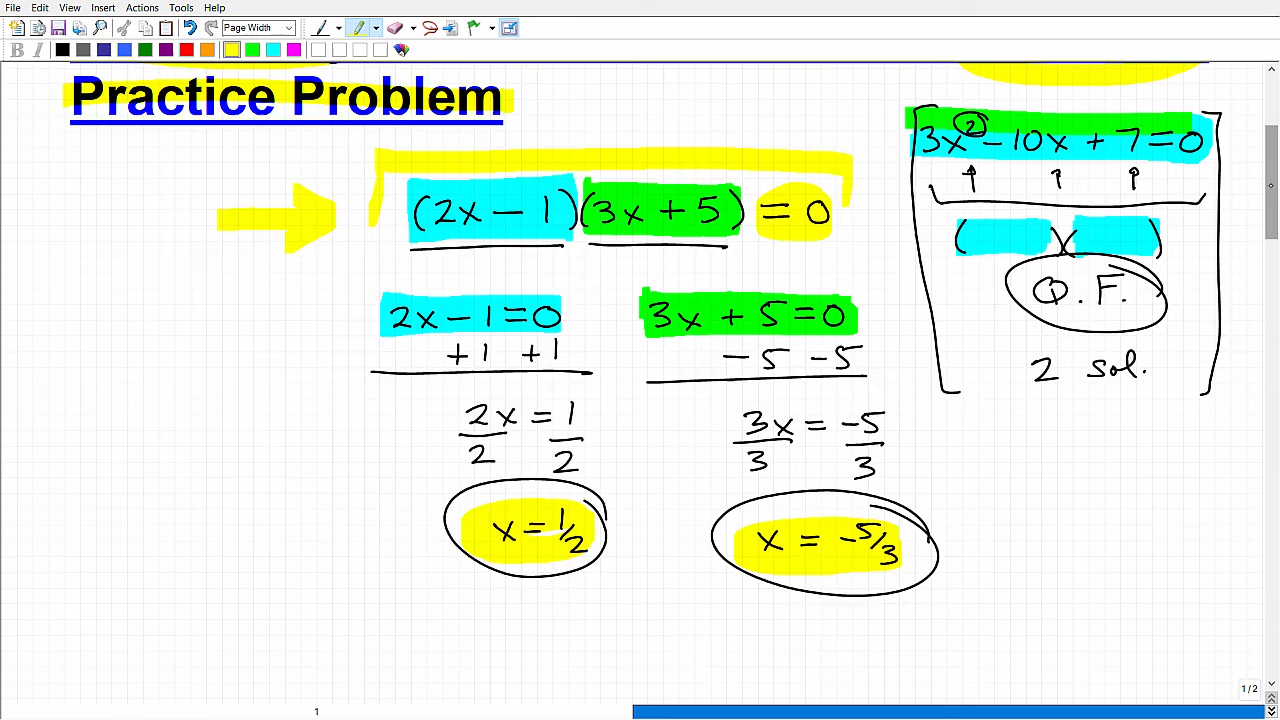 File Edit View Insert Actions Tools Help
Page Width
B I
Practice Problem
(2x - 1)(3x + 5) = 0
2x - 1 = 0
+1 +1
2x = 1
2 2
x = 1/2
3x + 5 = 0
- 5 - 5
3x = -5
3 3
x = -5/3
3x² - 10x + 7 = 0
( )( )
Q.F.
2 sol.
1/2
1